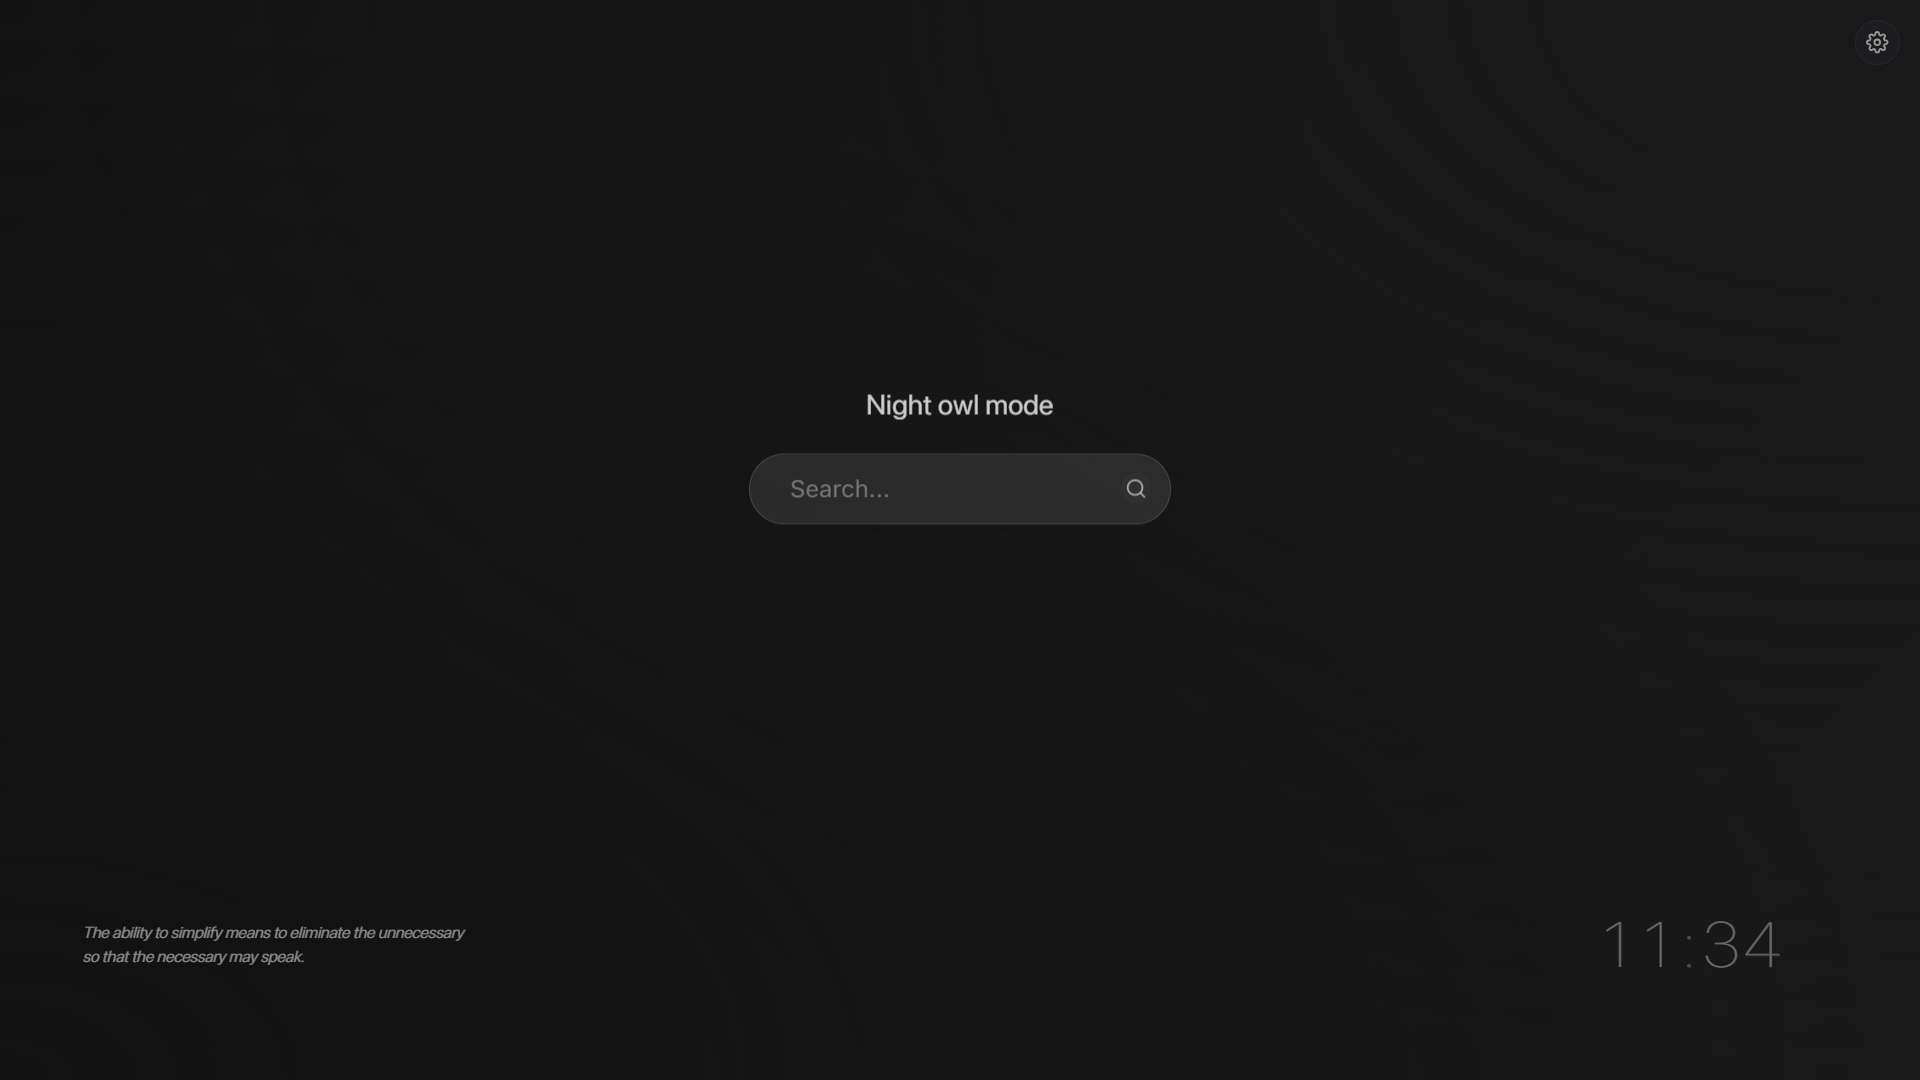 Night owl mode
Search...
The ability to simplify means to eliminate the unnecessary
so that the necessary may speak.
11:34